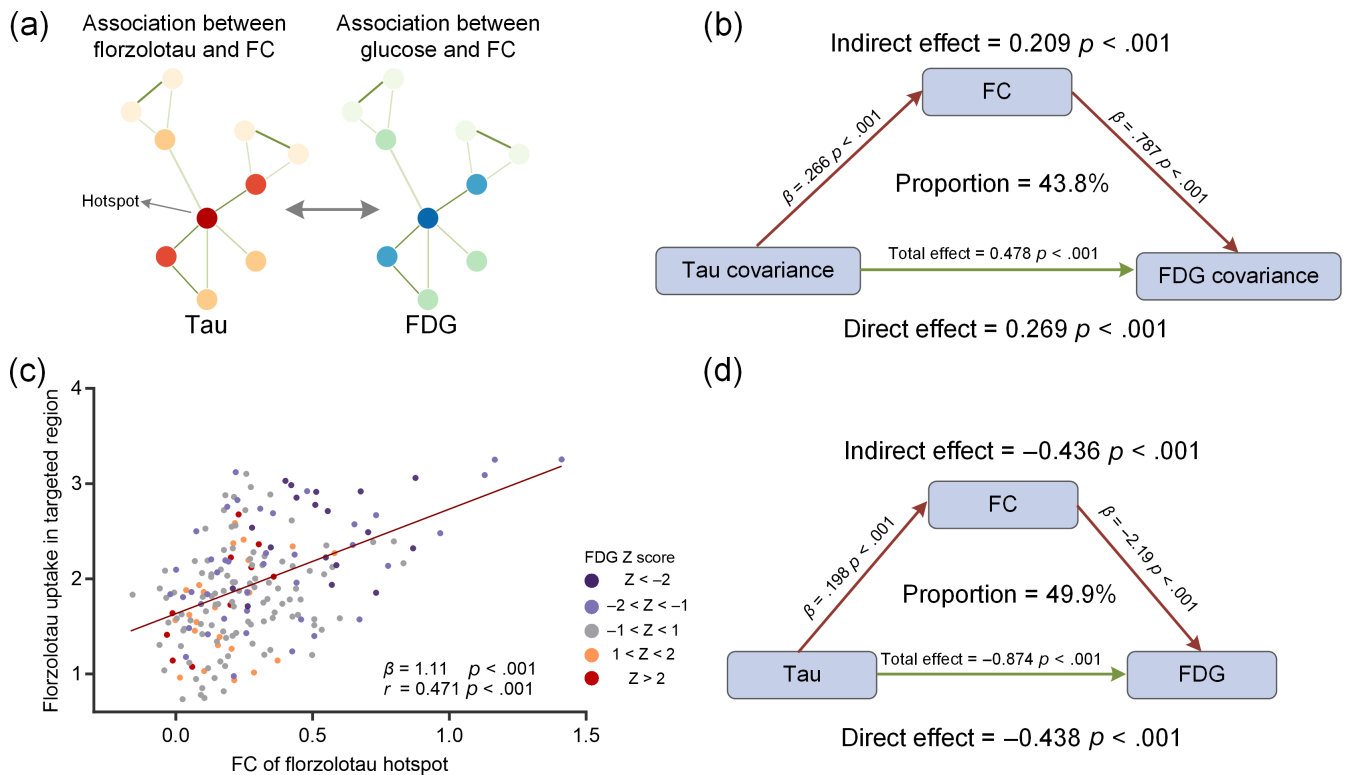 (a)
Association between
florzolotau and FC
Association between
glucose and FC
Hotspot
Tau
FDG
(b)
Indirect effect = 0.209 p < .001
FC
β = .266 p < .001
β = .787 p < .001
Proportion = 43.8%
Tau covariance
Total effect = 0.478 p < .001
FDG covariance
Direct effect = 0.269 p < .001
(c)
Florzolotau uptake in targeted region
4
3
2
1
0.0
0.5
1.0
1.5
FC of florzolotau hotspot
β = 1.11 p < .001
r = 0.471 p < .001
FDG Z score
Z < –2
–2 < Z < –1
–1 < Z < 1
1 < Z < 2
Z > 2
(d)
Indirect effect = –0.436 p < .001
FC
β = .198 p < .001
β = –2.19 p < .001
Proportion = 49.9%
Tau
Total effect = –0.874 p < .001
FDG
Direct effect = –0.438 p < .001